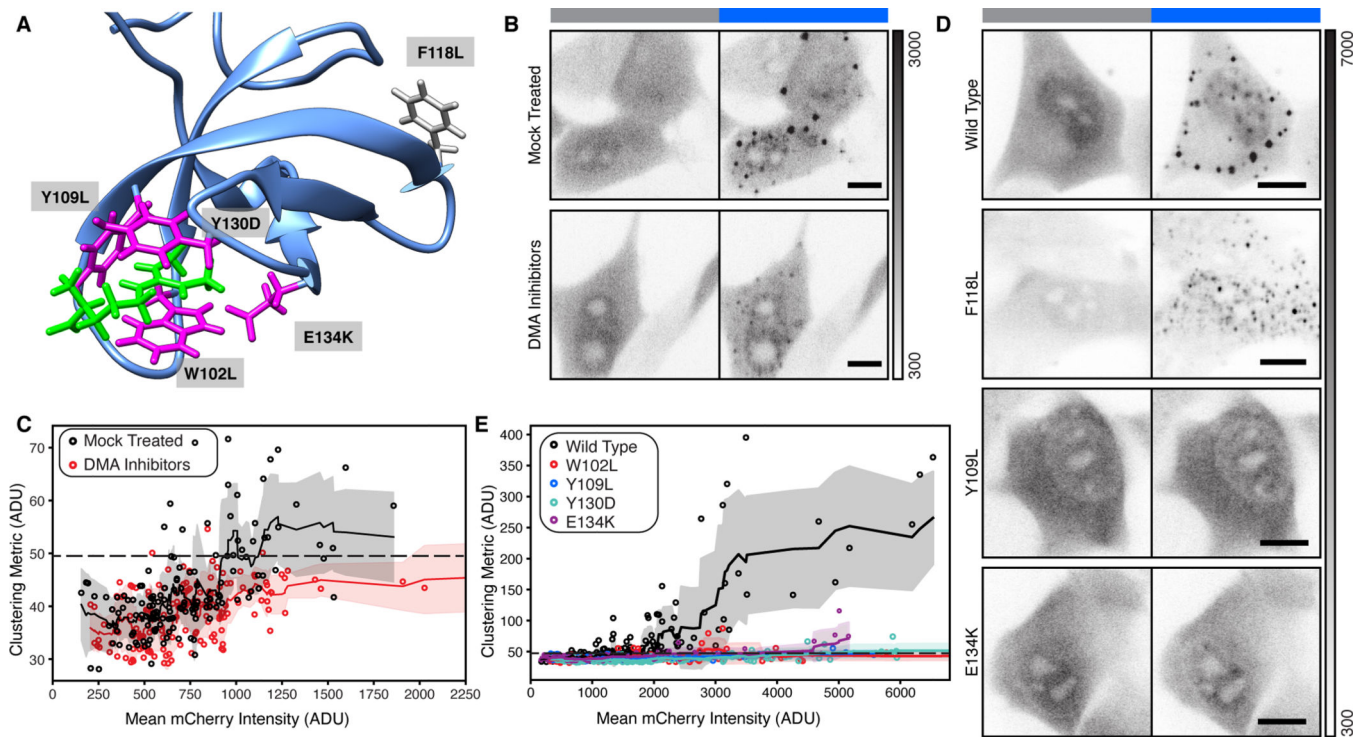 A
F118L
Y109L
Y130D
E134K
W102L
B
3000
Mock Treated
DMA Inhibitors
300
D
7000
Wild Type
F118L
Y109L
E134K
300
C
Mock Treated
DMA Inhibitors
70
60
50
40
30
Clustering Metric (ADU)
0 250 500 750 1000 1250 1500 1750 2000 2250
Mean mCherry Intensity (ADU)
E
Wild Type
W102L
Y109L
Y130D
E134K
400
350
300
250
200
150
100
50
Clustering Metric (ADU)
0 1000 2000 3000 4000 5000 6000
Mean mCherry Intensity (ADU)